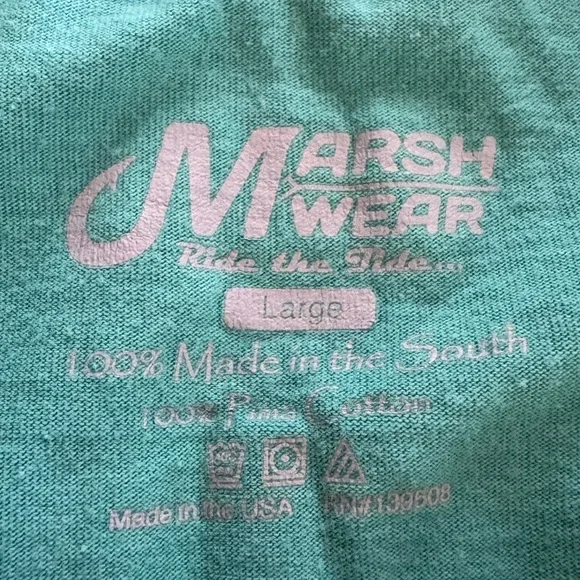 MARSH
WEAR
Ride the Tide...
Large
100% Made in the South
100% Pima Cotton
Made in the USA RN#139608